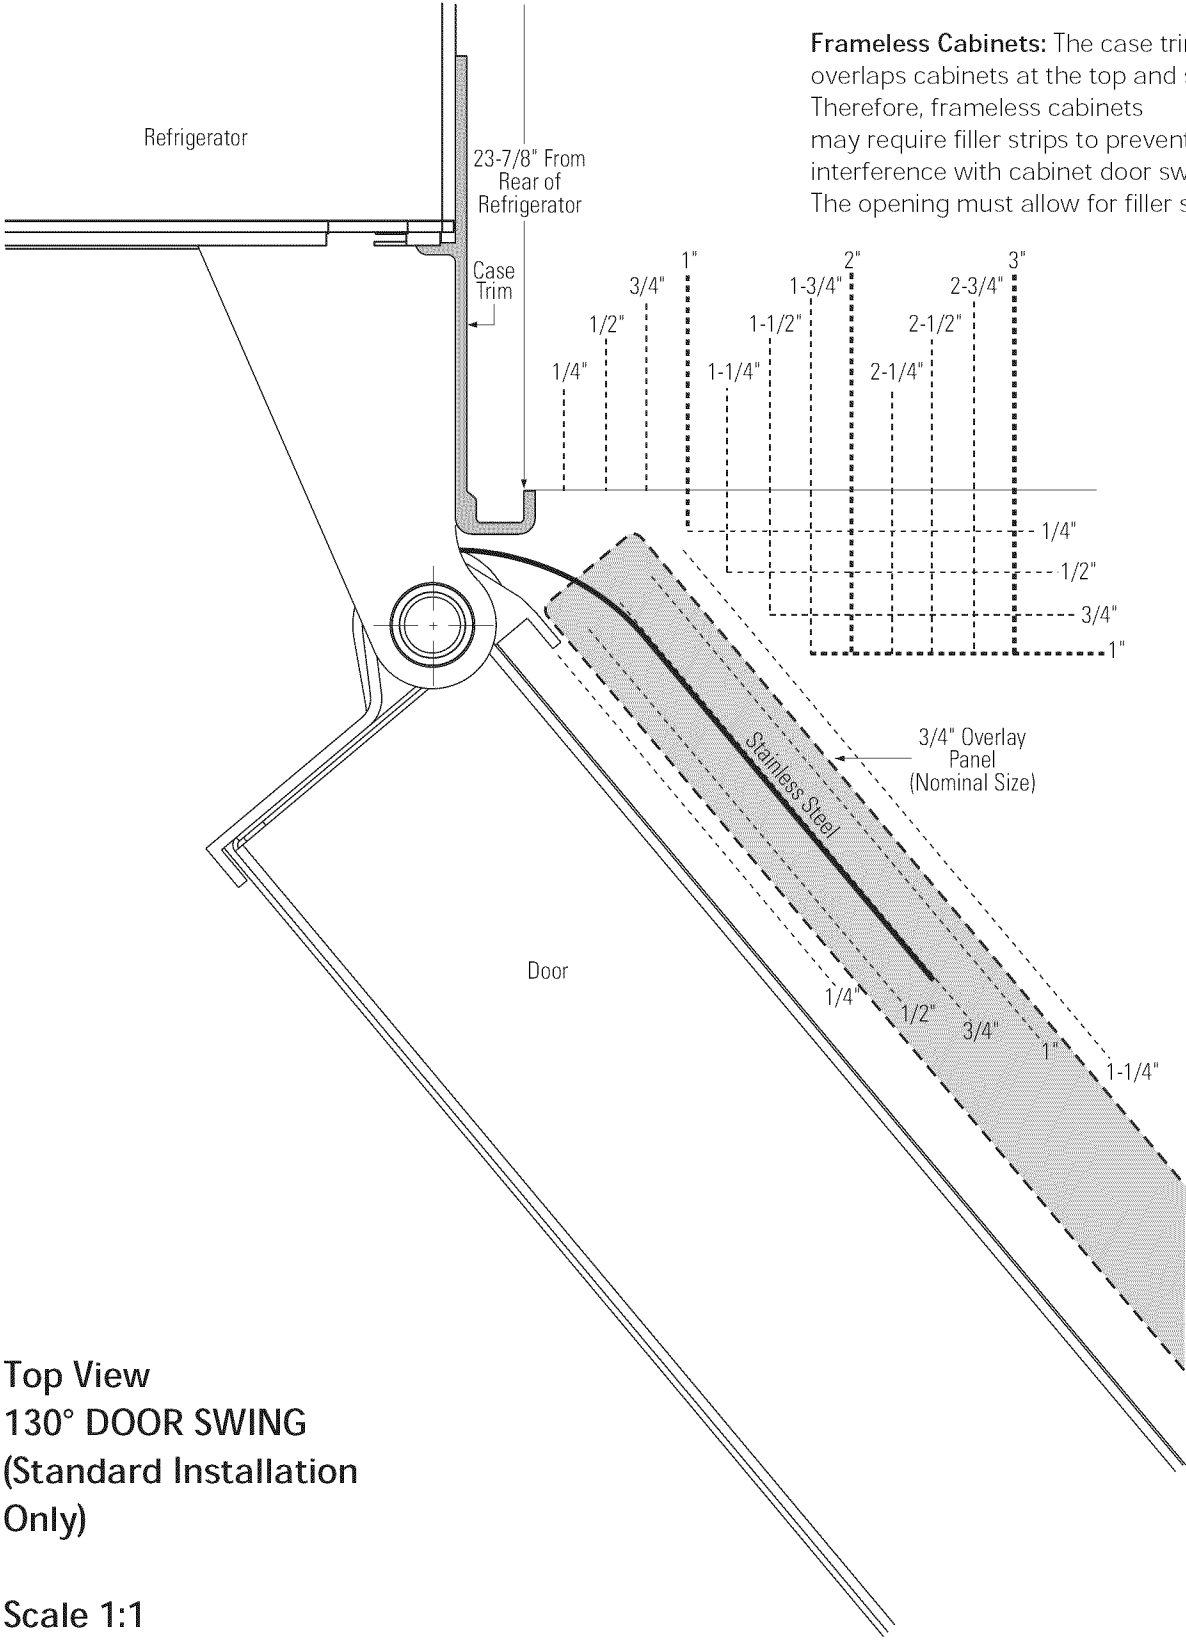 Frameless Cabinets: The case tri
overlaps cabinets at the top and
Therefore, frameless cabinets
may require filler strips to prevent
interference with cabinet door sw
The opening must allow for filler s
Refrigerator
23-7/8" From
Rear of
Refrigerator
Case
Trim
1/4"
1/2"
3/4"
1"
1-1/4"
1-1/2"
1-3/4"
2"
2-1/4"
2-1/2"
2-3/4"
3"
1/4"
1/2"
3/4"
1"
3/4" Overlay
Panel
(Nominal Size)
Stainless Steel
Door
1/4"
1/2"
3/4"
1"
1-1/4"
Top View
130° DOOR SWING
(Standard Installation
Only)
Scale 1:1